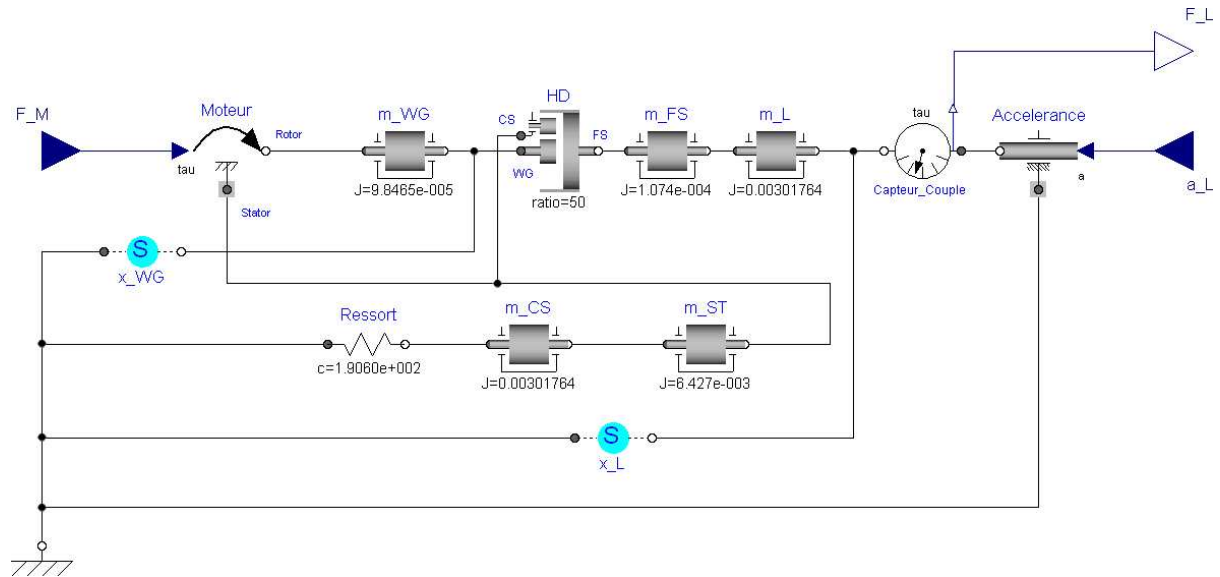 F_L
F_M
Moteur
m_WG
HD
m_FS
m_L
tau
Accelerance
CS
FS
Rotor
tau
WG
a
J=9.8465e-005
J=1.074e-004
J=0.00301764
Capteur_Couple
a_L
ratio=50
Stator
S
x_WG
Ressort
m_CS
m_ST
c=1.9060e+002
J=0.00301764
J=6.427e-003
S
x_L